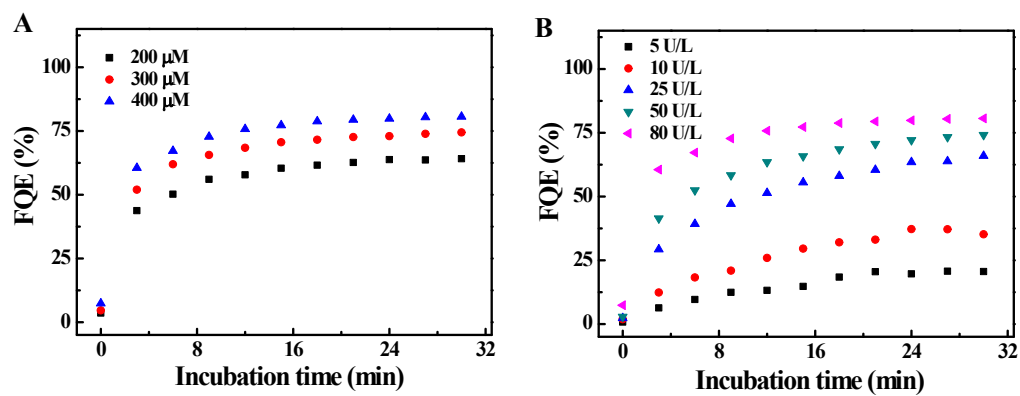 A
200 μM
300 μM
400 μM
100
75
50
25
0
FQE (%)
0 8 16 24 32
Incubation time (min)
B
5 U/L
10 U/L
25 U/L
50 U/L
80 U/L
100
75
50
25
0
FQE (%)
0 8 16 24 32
Incubation time (min)